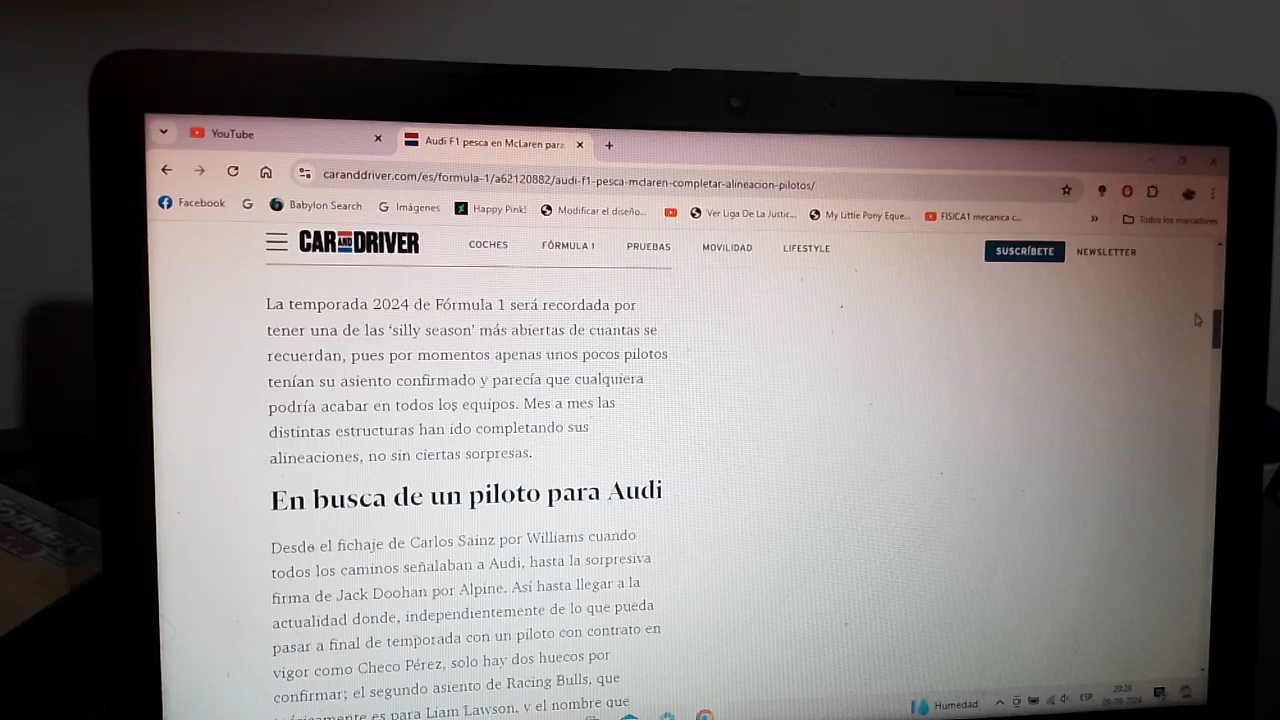 YouTube
Audi F1 pesca en McLaren para
caranddriver.com/es/formula-1/a62120882/audi-f1-pesca-mclaren-completar-alineacion-pilotos/
Facebook
Babylon Search
Imágenes
Happy Pink!
Modificar el diseño...
Ver Liga De La Justic...
My Little Pony Eque...
FISICA1 mecanica c...
Todos los marcadores
CAR AND DRIVER
COCHES
FÓRMULA 1
PRUEBAS
MOVILIDAD
LIFESTYLE
SUSCRÍBETE
NEWSLETTER
La temporada 2024 de Fórmula 1 será recordada por
tener una de las 'silly season' más abiertas de cuantas se
recuerdan, pues por momentos apenas unos pocos pilotos
tenían su asiento confirmado y parecía que cualquiera
podría acabar en todos los equipos. Mes a mes las
distintas estructuras han ido completando sus
alineaciones, no sin ciertas sorpresas.
En busca de un piloto para Audi
Desde el fichaje de Carlos Sainz por Williams cuando
todos los caminos señalaban a Audi, hasta la sorpresiva
firma de Jack Doohan por Alpine. Así hasta llegar a la
actualidad donde, independientemente de lo que pueda
pasar a final de temporada con un piloto con contrato en
vigor como Checo Pérez, solo hay dos huecos por
confirmar; el segundo asiento de Racing Bulls, que
es para Liam Lawson, y el nombre que
Humedad
ESP
20:28